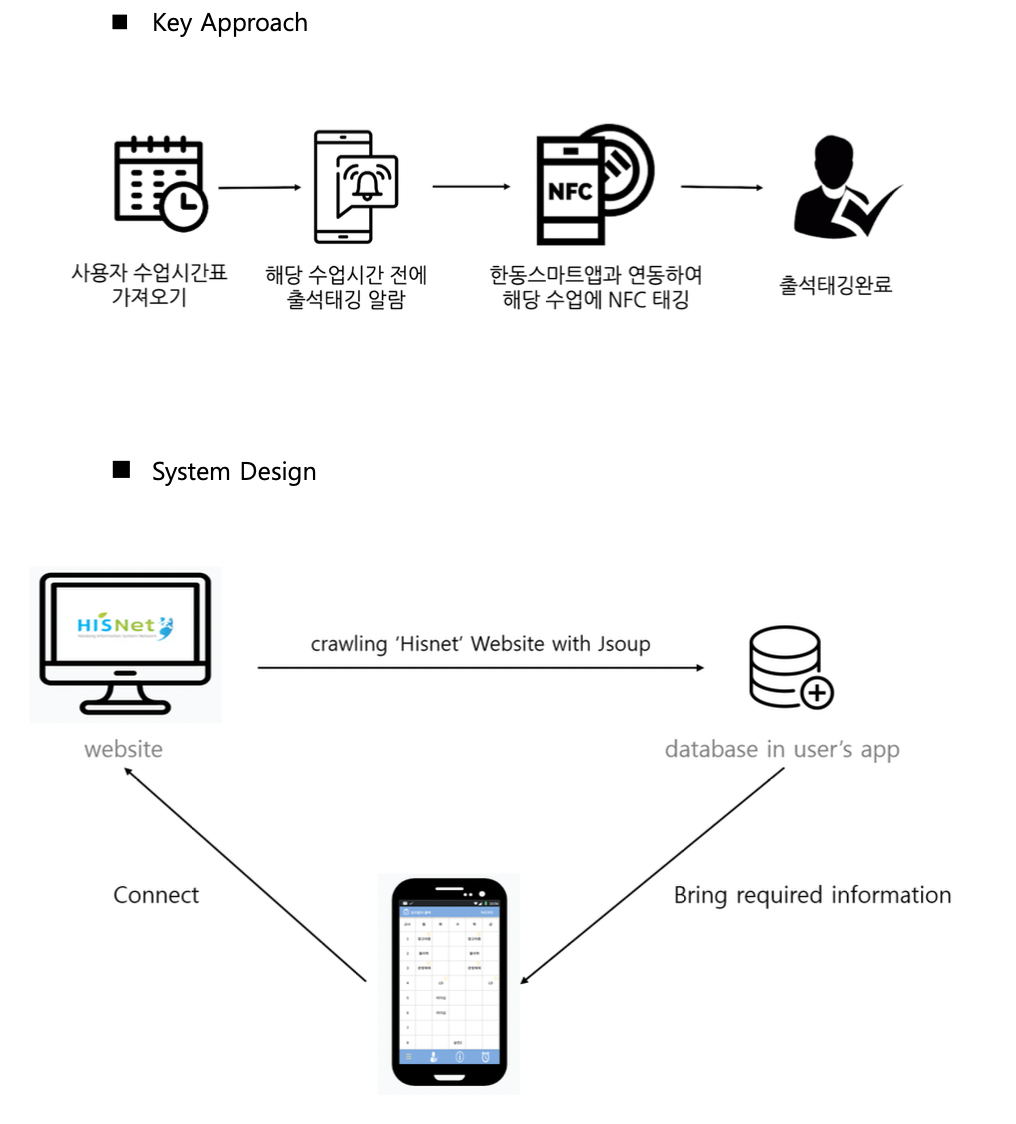 ■ Key Approach
NFC
사용자 수업시간표
가져오기
해당 수업시간 전에
출석태깅 알람
한동스마트앱과 연동하여
해당 수업에 NFC 태깅
출석태깅완료
■ System Design
HISNet
crawling ‘Hisnet’ Website with Jsoup
website
database in user’s app
Connect
Bring required information